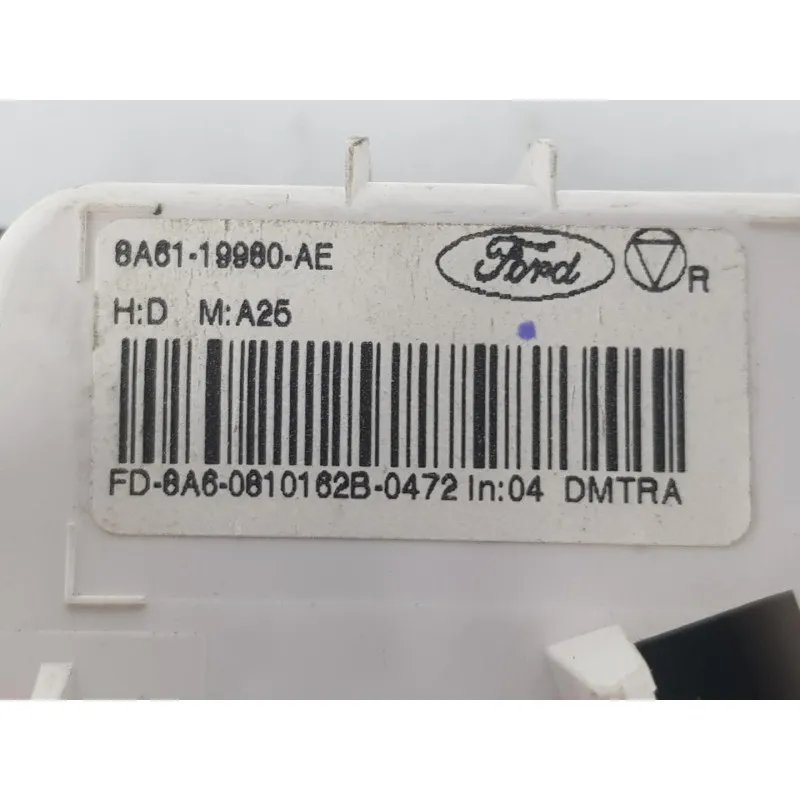 8A61-19980-AE
Ford
R
H:D M:A25
FD-8A6-0810162B-0472 In:04 DMTRA